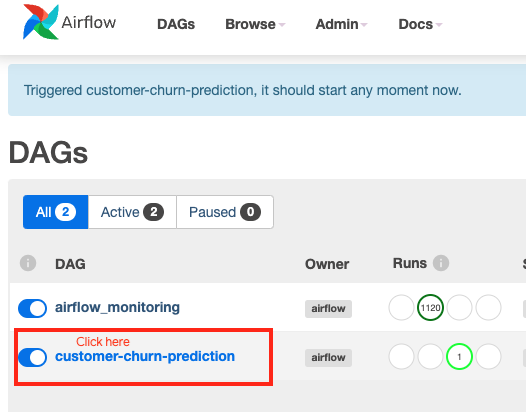 Airflow DAGs Browse Admin Docs
Triggered customer-churn-prediction, it should start any moment now.
DAGs
All 2 Active 2 Paused 0
i DAG Owner Runs i
airflow_monitoring airflow 1120
Click here
customer-churn-prediction airflow 1